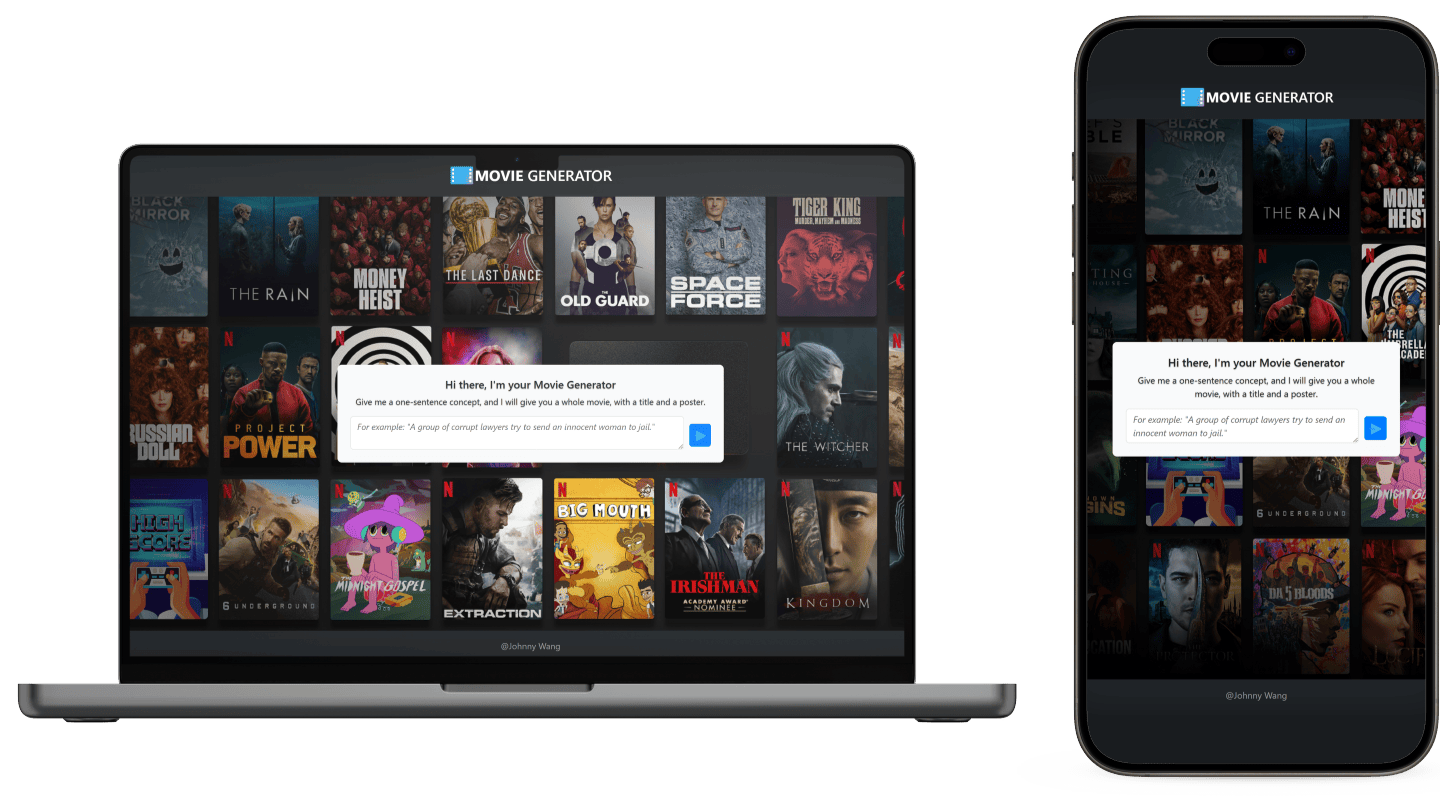 MOVIE GENERATOR
BLACK
MIRROR
THE RAIN
MONEY
HEIST
THE LAST DANCE
THE
OLD GUARD
SPACE
FORCE
TIGER KING
MURDER, MAYHEM AND MADNESS
RUSSIAN
DOLL
PROJECT
POWER
THE WITCHER
Hi there, I'm your Movie Generator
Give me a one-sentence concept, and I will give you a whole movie, with a title and a poster.
For example: "A group of corrupt lawyers try to send an innocent woman to jail."
HIGH
SCORE
6 UNDERGROUND
MIDNIGHT GOSPEL
EXTRACTION
BIG MOUTH
THE
IRISHMAN
ACADEMY AWARD
NOMINEE
KINGDOM
@Johnny Wang
MOVIE GENERATOR
BLACK
MIRROR
THE RAIN
MONEY
HEIST
THE
Hi there, I'm your Movie Generator
Give me a one-sentence concept, and I will give you a whole
movie, with a title and a poster.
For example: "A group of corrupt lawyers try to send an
innocent woman to jail."
6 UNDERGROUND
MIDNIGHT GO
DA 5 BLOODS
THE PROTECTOR
LUCIF
@Johnny Wang